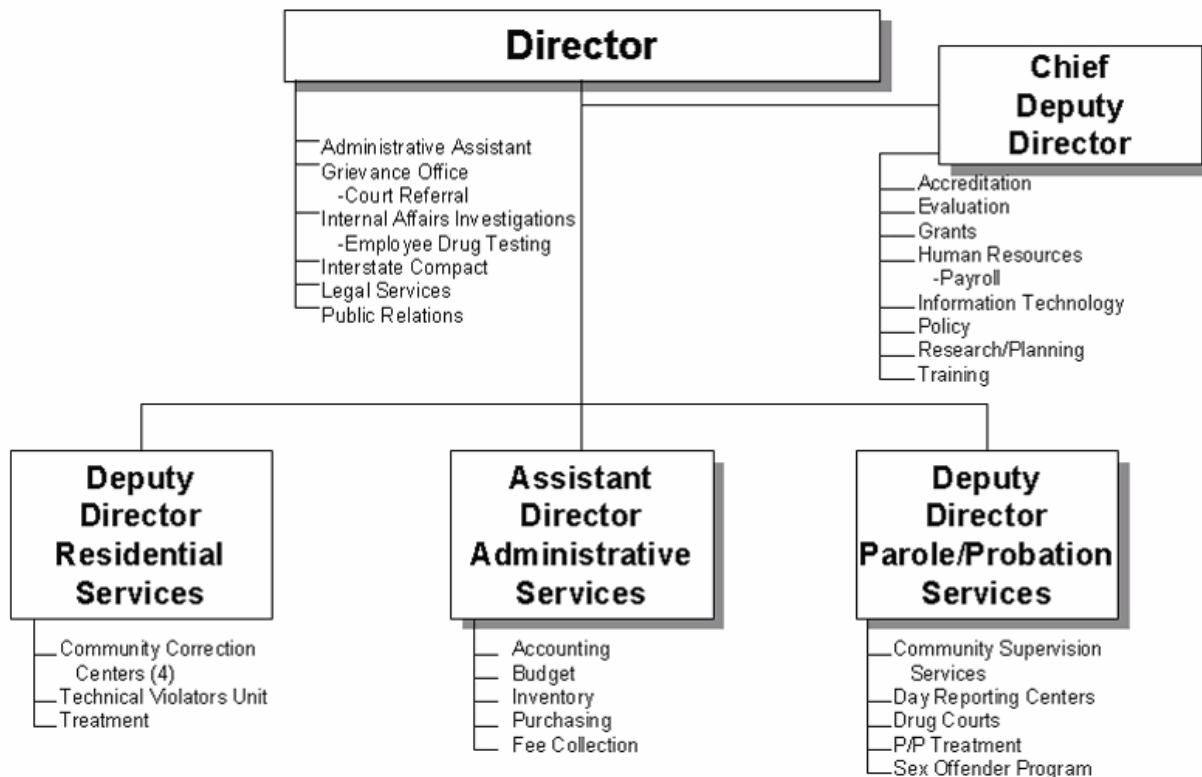 Director
Chief
Deputy
Director
Administrative Assistant
Grievance Office
-Court Referral
Internal Affairs Investigations
-Employee Drug Testing
Interstate Compact
Legal Services
Public Relations
Accreditation
Evaluation
Grants
Human Resources
-Payroll
Information Technology
Policy
Research/Planning
Training
Deputy
Director
Residential
Services
Community Correction
Centers (4)
Technical Violators Unit
Treatment
Assistant
Director
Administrative
Services
Accounting
Budget
Inventory
Purchasing
Fee Collection
Deputy
Director
Parole/Probation
Services
Community Supervision
Services
Day Reporting Centers
Drug Courts
P/P Treatment
Sex Offender Program